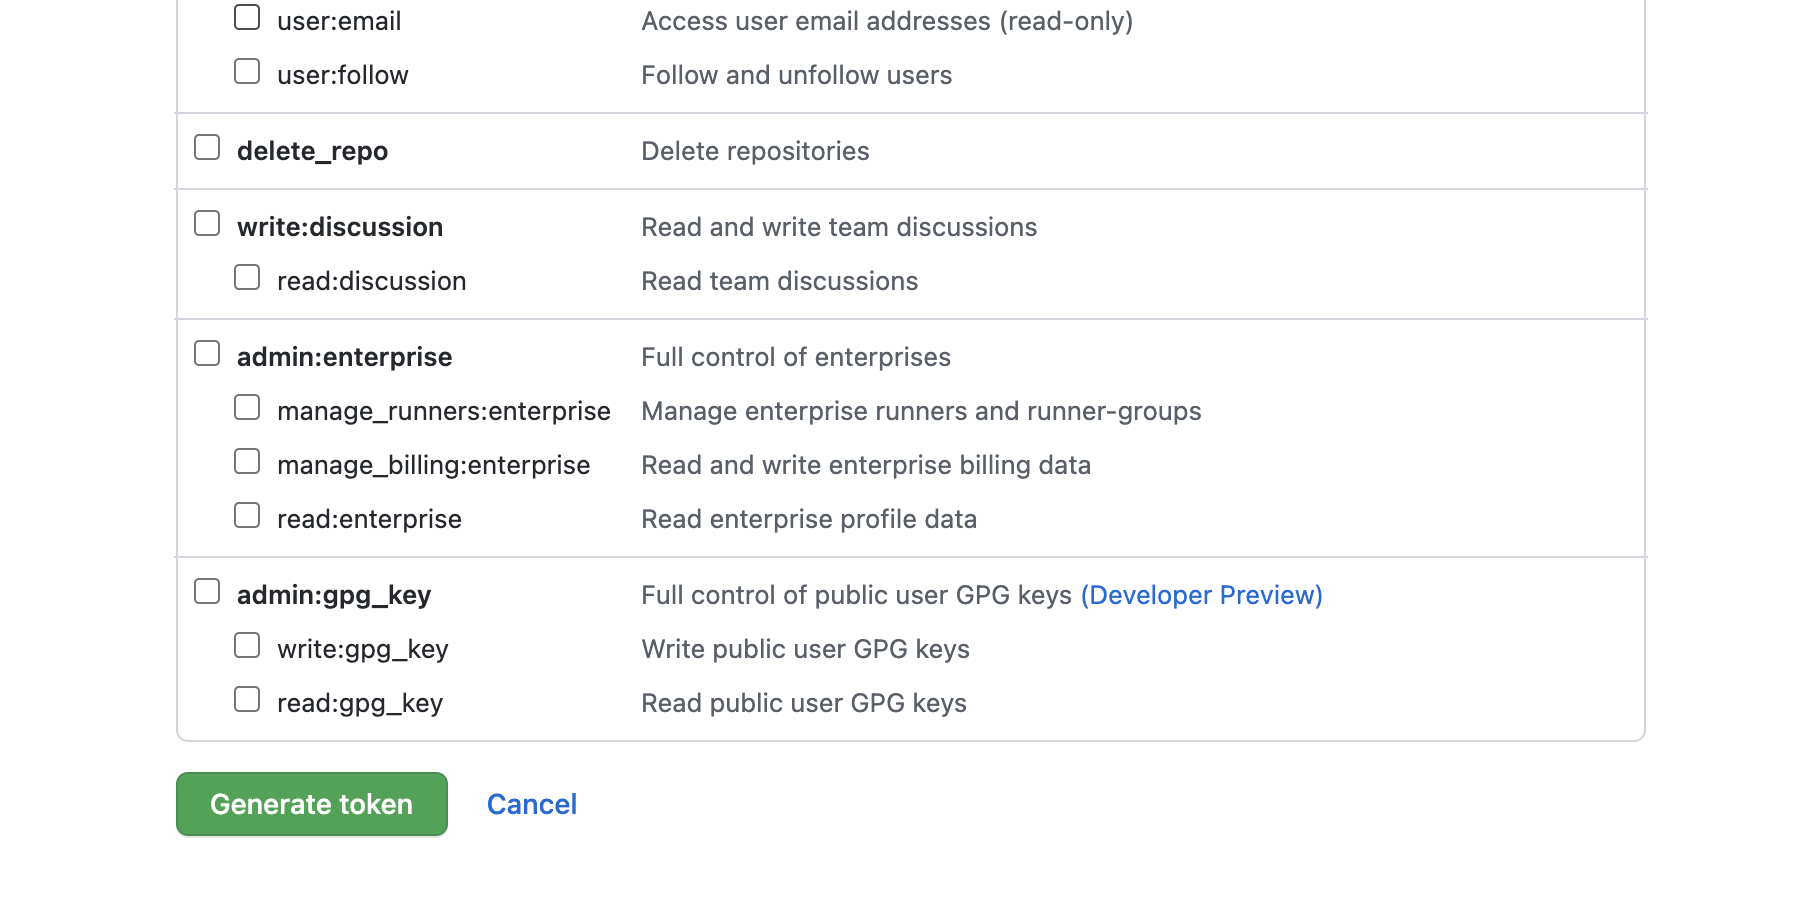 user:email Access user email addresses (read-only)
user:follow Follow and unfollow users
delete_repo Delete repositories
write:discussion Read and write team discussions
read:discussion Read team discussions
admin:enterprise Full control of enterprises
manage_runners:enterprise Manage enterprise runners and runner-groups
manage_billing:enterprise Read and write enterprise billing data
read:enterprise Read enterprise profile data
admin:gpg_key Full control of public user GPG keys (Developer Preview)
write:gpg_key Write public user GPG keys
read:gpg_key Read public user GPG keys
Generate token Cancel